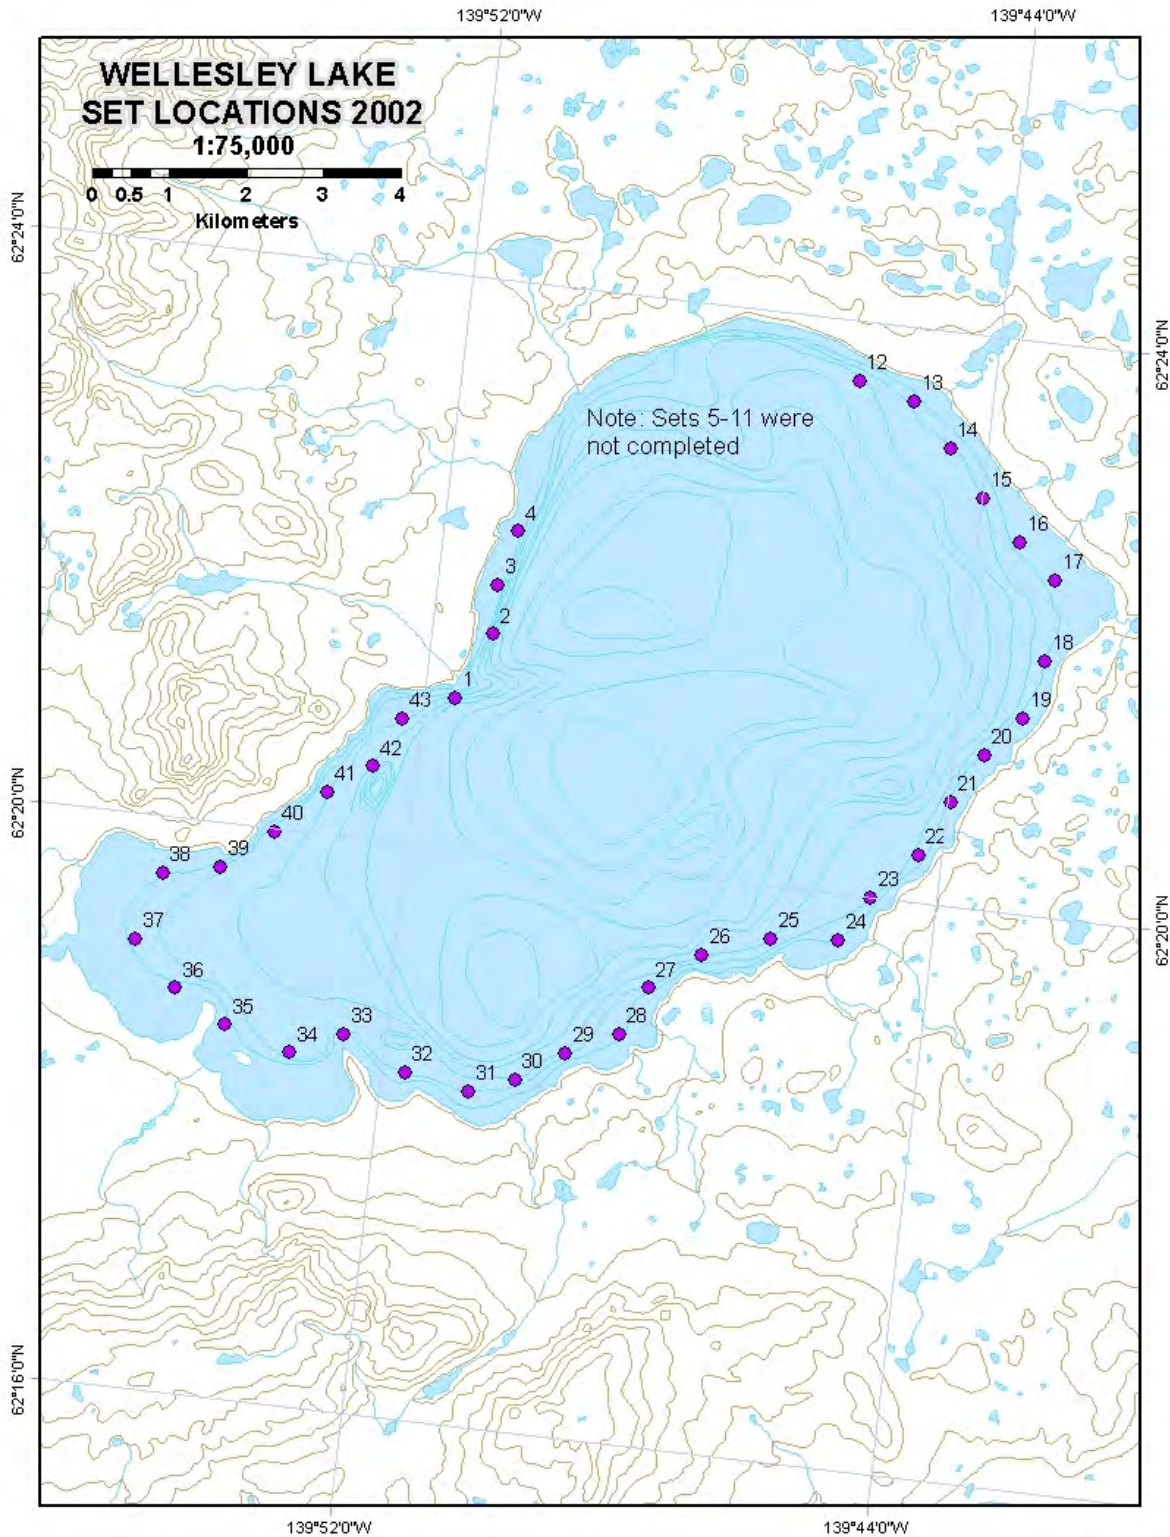 139°52'0"W
139°44'0"W
WELLESLEY LAKE
SET LOCATIONS 2002
1:75,000
0 0.5 1 2 3 4
Kilometers
62°24'0"N
62°24'0"N
12
13
Note: Sets 5-11 were
not completed
14
15
4
16
3
17
2
18
1
43
19
20
42
41
21
62°20'0"N
40
22
39
38
23
62°20'0"N
37
24
25
26
36
27
35
33
28
34
29
32
30
31
62°16'0"N
139°52'0"W
139°44'0"W